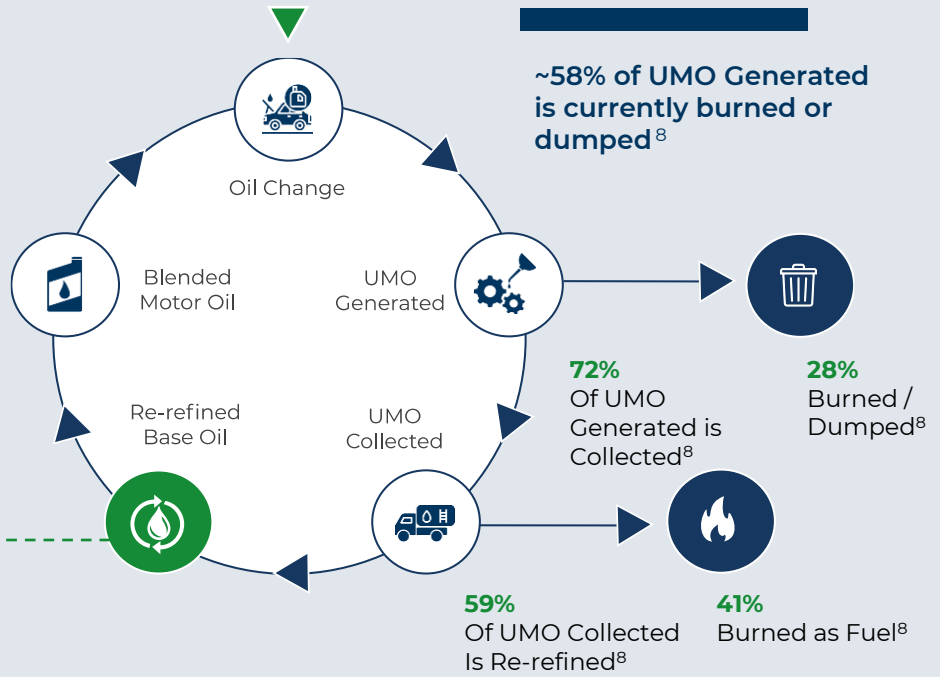 ~58% of UMO Generated
is currently burned or
dumped⁸
Oil Change
Blended
Motor Oil
UMO
Generated
72%
Of UMO
Generated is
Collected⁸
28%
Burned /
Dumped⁸
Re-refined
Base Oil
UMO
Collected
59%
Of UMO Collected
Is Re-refined⁸
41%
Burned as Fuel⁸